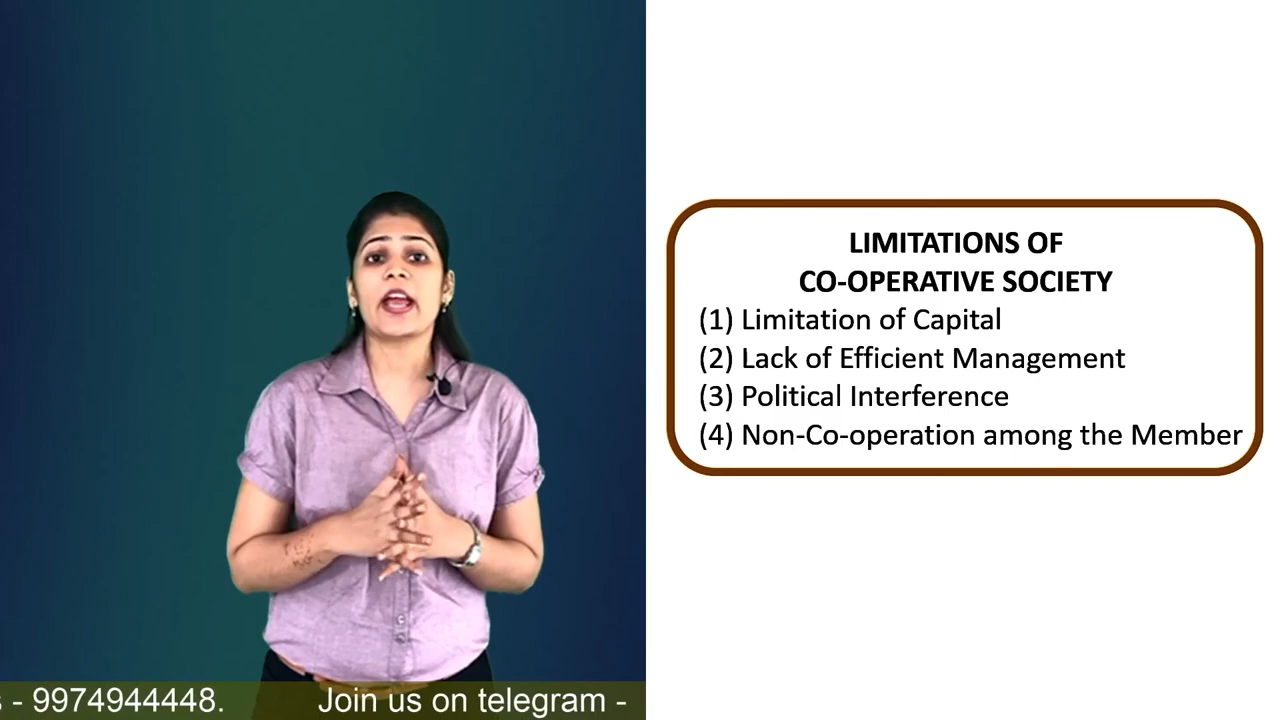 LIMITATIONS OF
CO-OPERATIVE SOCIETY
(1) Limitation of Capital
(2) Lack of Efficient Management
(3) Political Interference
(4) Non-Co-operation among the Member
- 9974944448. Join us on telegram -